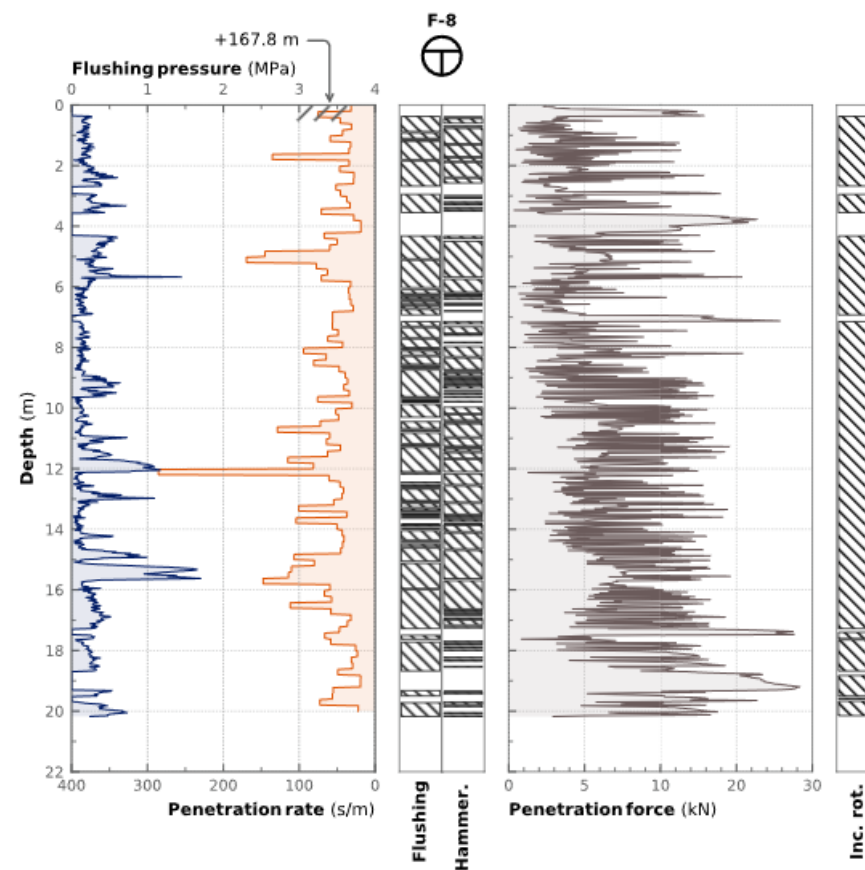 F-8
+167.8 m
Flushing pressure (MPa)
0 1 2 3 4
0
2
4
6
8
10
12
14
16
18
20
22
Depth (m)
400 300 200 100 0
Penetration rate (s/m)
Flushing
Hammer.
0 5 10 20 30
Penetration force (kN)
Inc. rot.